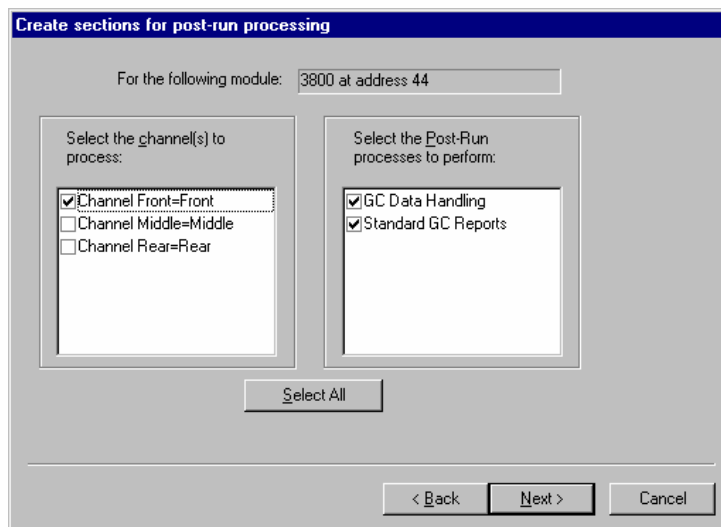 Create sections for post-run processing
For the following module: 3800 at address 44
Select the channel(s) to
process:
Channel Front=Front
Channel Middle=Middle
Channel Rear=Rear
Select the Post-Run
processes to perform:
GC Data Handling
Standard GC Reports
Select All
< Back Next > Cancel